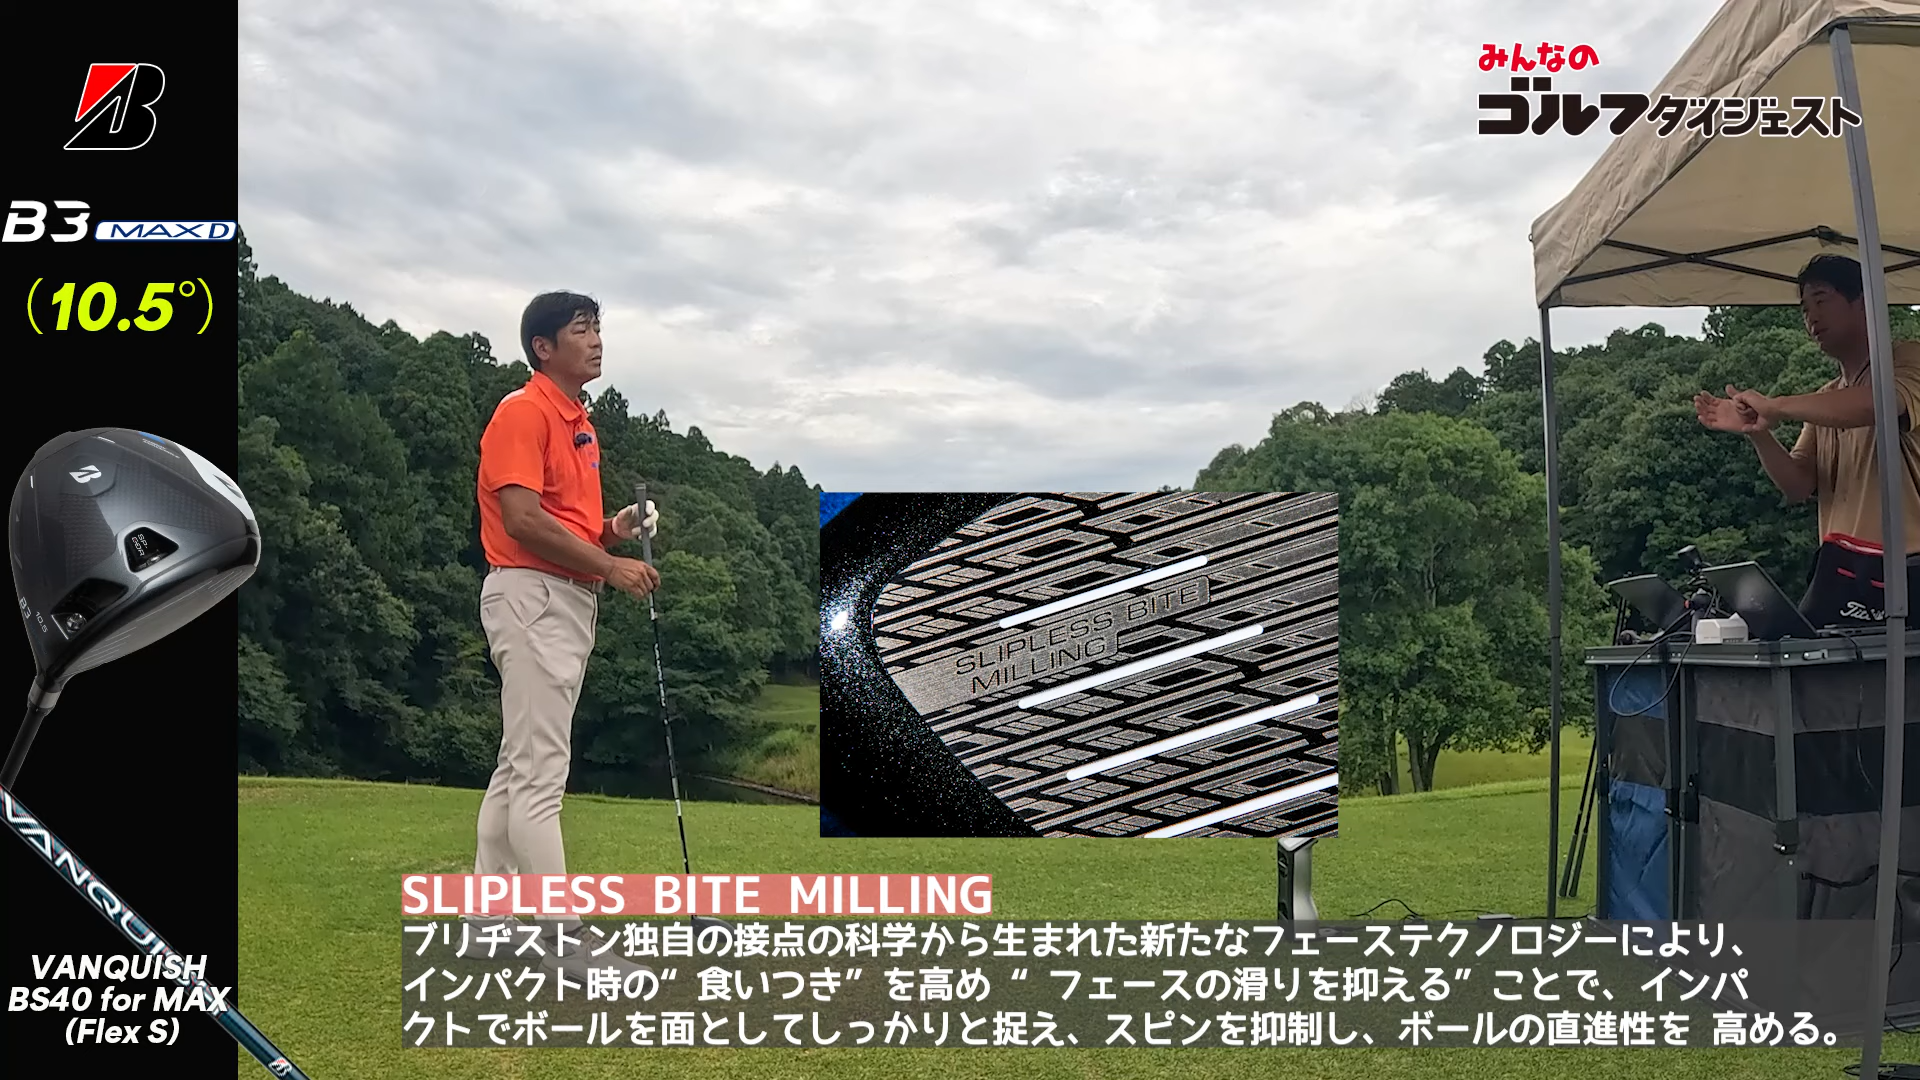 みんなの
ゴルフダイジェスト
B
B3 MAX D
(10.5°)
SP-COR
B3 10.5
VANQUISH
VANQUISH
BS40 for MAX
(Flex S)
B
SLIPLESS BITE
MILLING
SLIPLESS BITE MILLING
ブリヂストン独自の接点の科学から生まれた新たなフェーステクノロジーにより、
インパクト時の“ 食いつき” を高め “ フェースの滑りを抑える” ことで、インパ
クトでボールを面としてしっかりと捉え、スピンを抑制し、ボールの直進性を 高める。